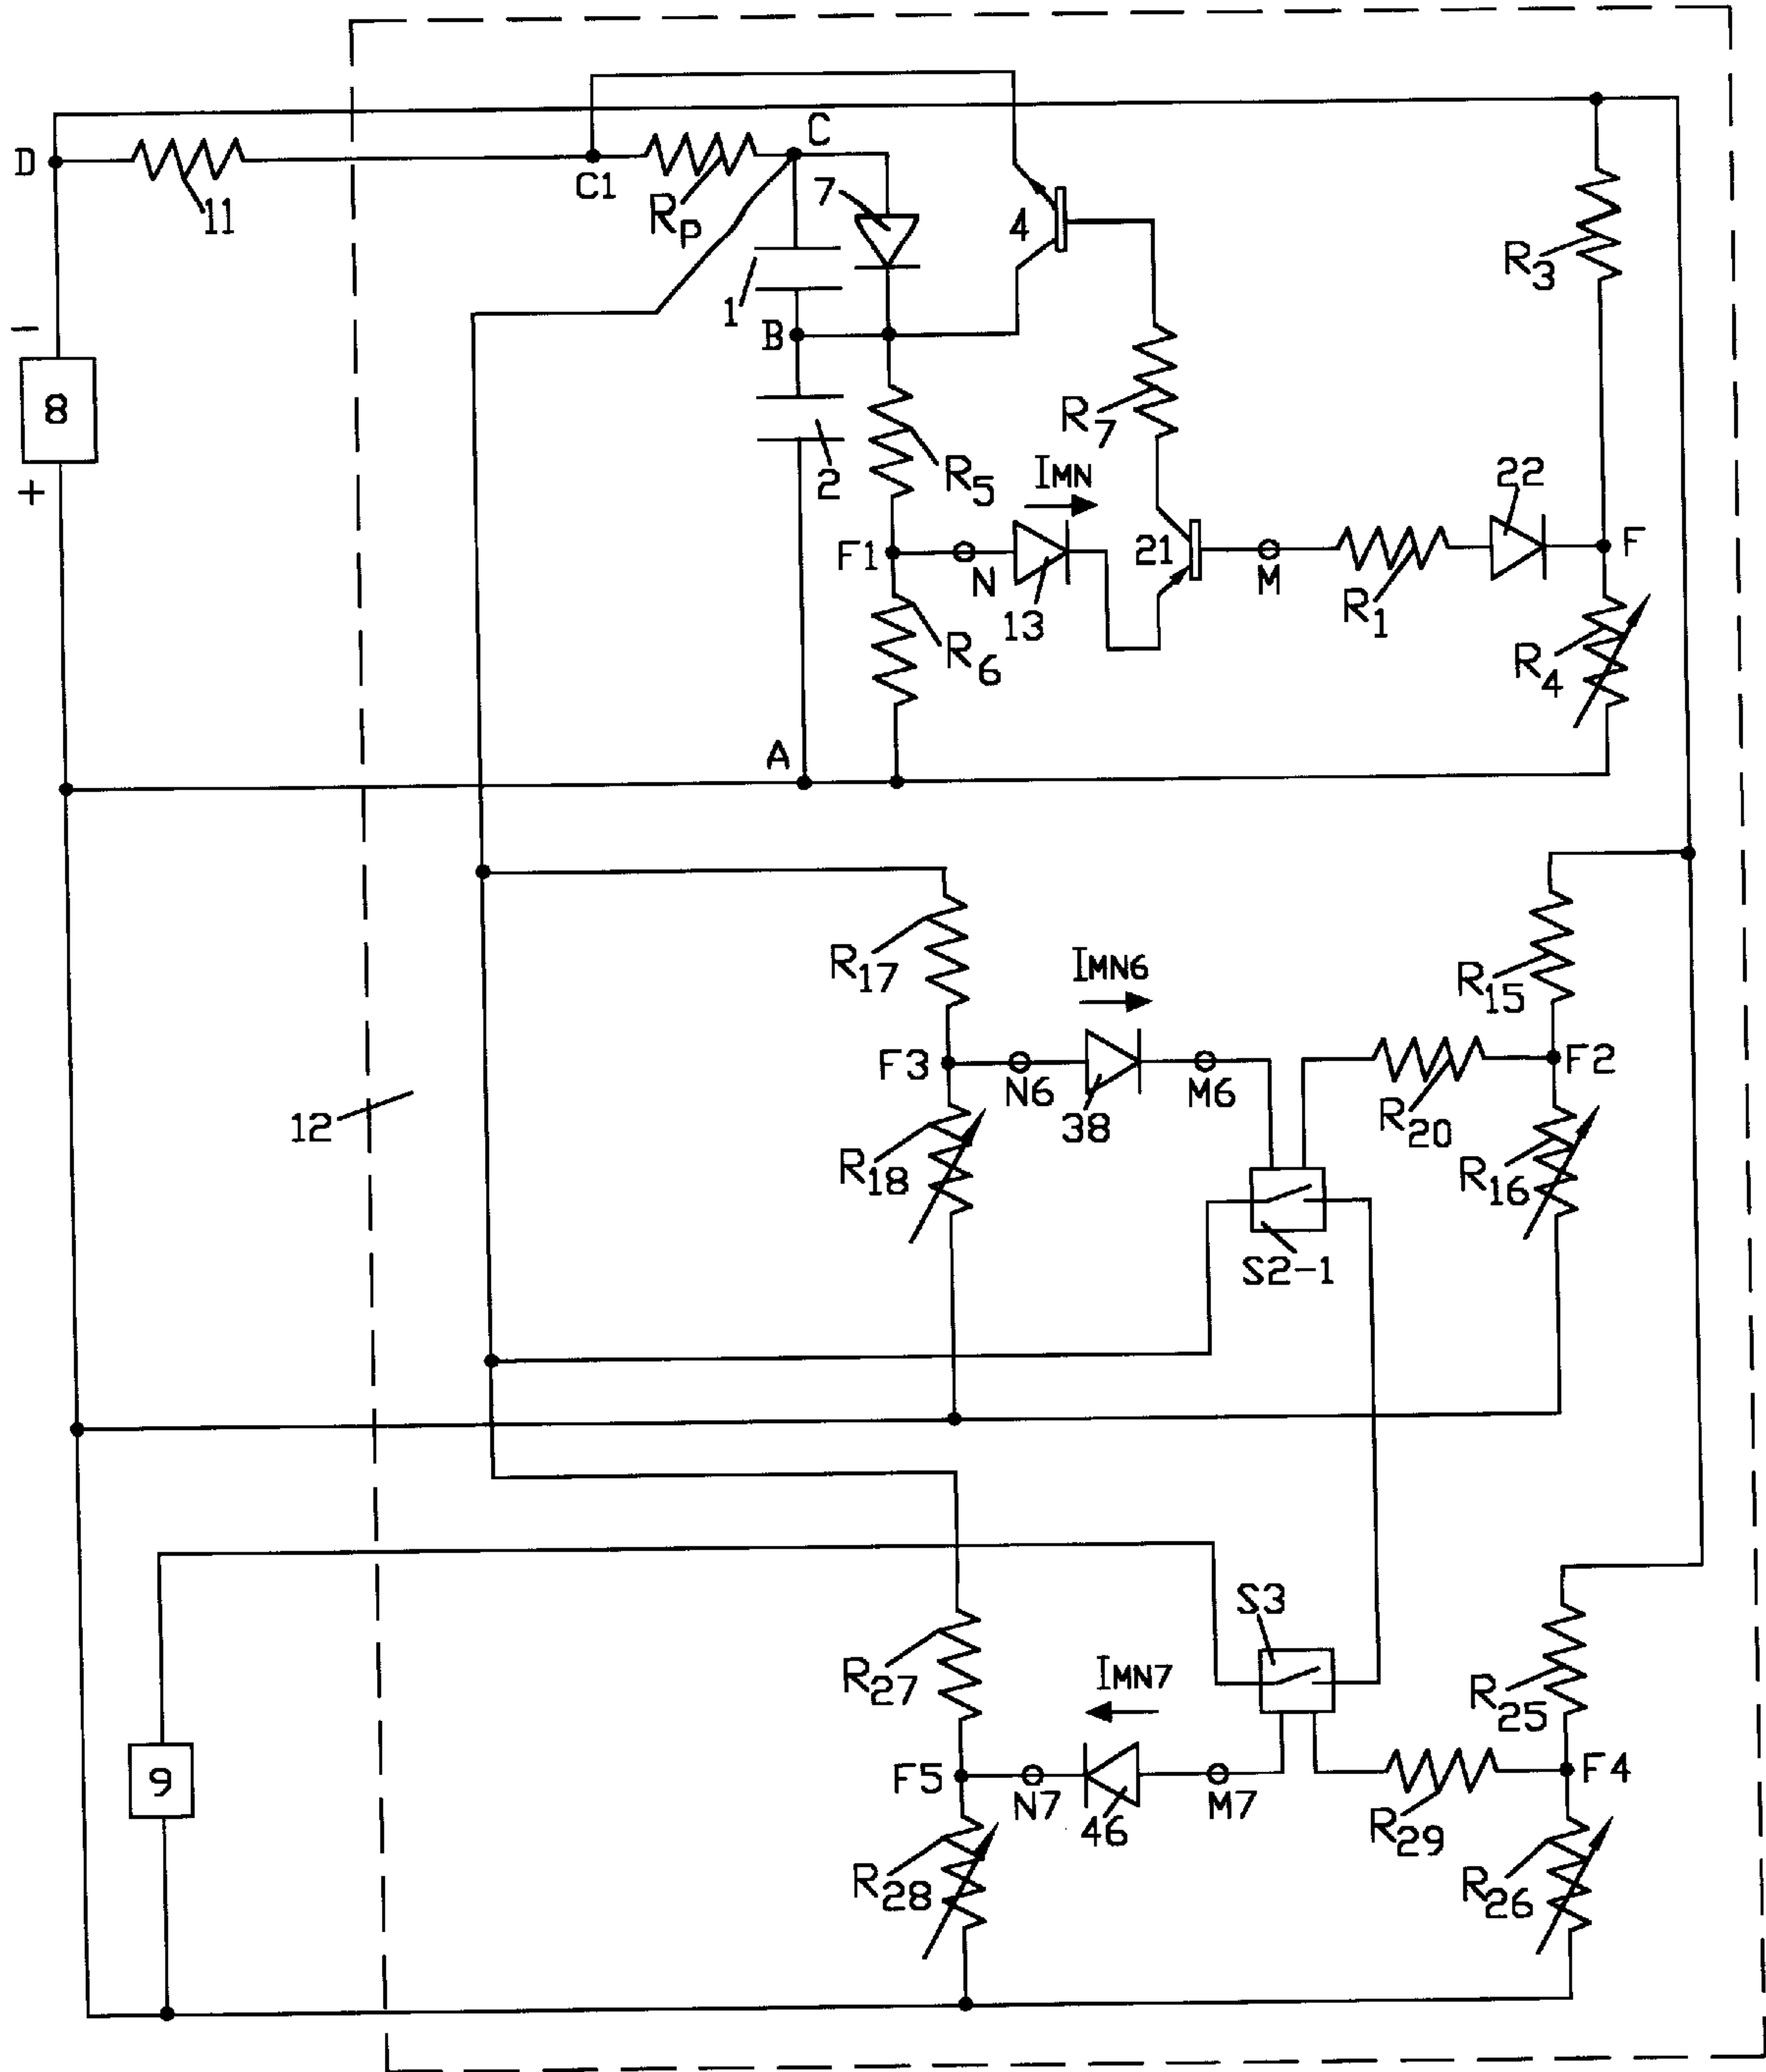 D
11
C1
Rp
C
7
4
R3
1
B
−
8
+
2
R5
R7
IMN
22
F1
N
13
21
M
R1
F
R6
R4
A
R17
IMN6
R15
F3
N6
38
M6
R20
F2
12
R18
R16
S2-1
S3
R27
IMN7
R25
9
F5
N7
46
M7
R29
F4
R28
R26